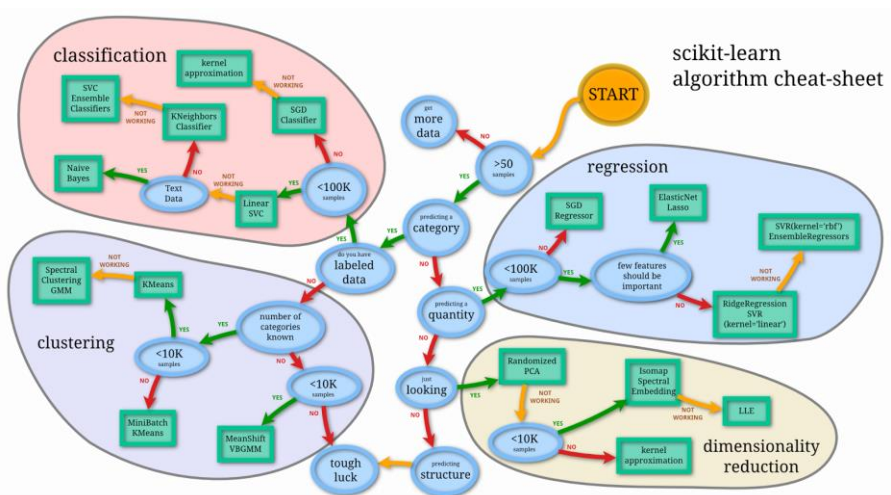 scikit-learn
algorithm cheat-sheet
START
classification
kernel
approximation
NOT
WORKING
SVC
Ensemble
Classifiers
NOT
WORKING
KNeighbors
Classifier
SGD
Classifier
NO
NO
Naive
Bayes
YES
Text
Data
NOT
WORKING
Linear
SVC
YES
<100K
samples
YES
get
more
data
NO
>50
samples
YES
predicting a
category
YES
do you have
labeled
data
NO
NO
regression
SGD
Regressor
NO
<100K
samples
YES
YES
few features
should be
important
YES
ElasticNet
Lasso
NO
RidgeRegression
SVR
(kernel='linear')
NOT
WORKING
SVR(kernel='rbf')
EnsembleRegressors
clustering
Spectral
Clustering
GMM
NOT
WORKING
KMeans
YES
<10K
samples
YES
number of
categories
known
NO
NO
MiniBatch
KMeans
<10K
samples
YES
MeanShift
VBGMM
NO
tough
luck
predicting a
quantity
NO
just
looking
YES
NO
predicting
structure
Randomized
PCA
NOT
WORKING
<10K
samples
YES
Isomap
Spectral
Embedding
NOT
WORKING
LLE
NO
kernel
approximation
dimensionality
reduction